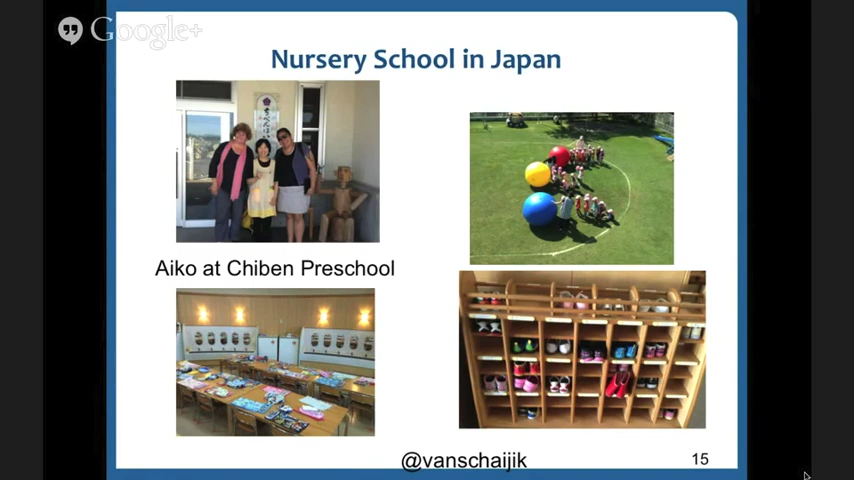 Google+
Nursery School in Japan
Aiko at Chiben Preschool
@vanschaijik
15